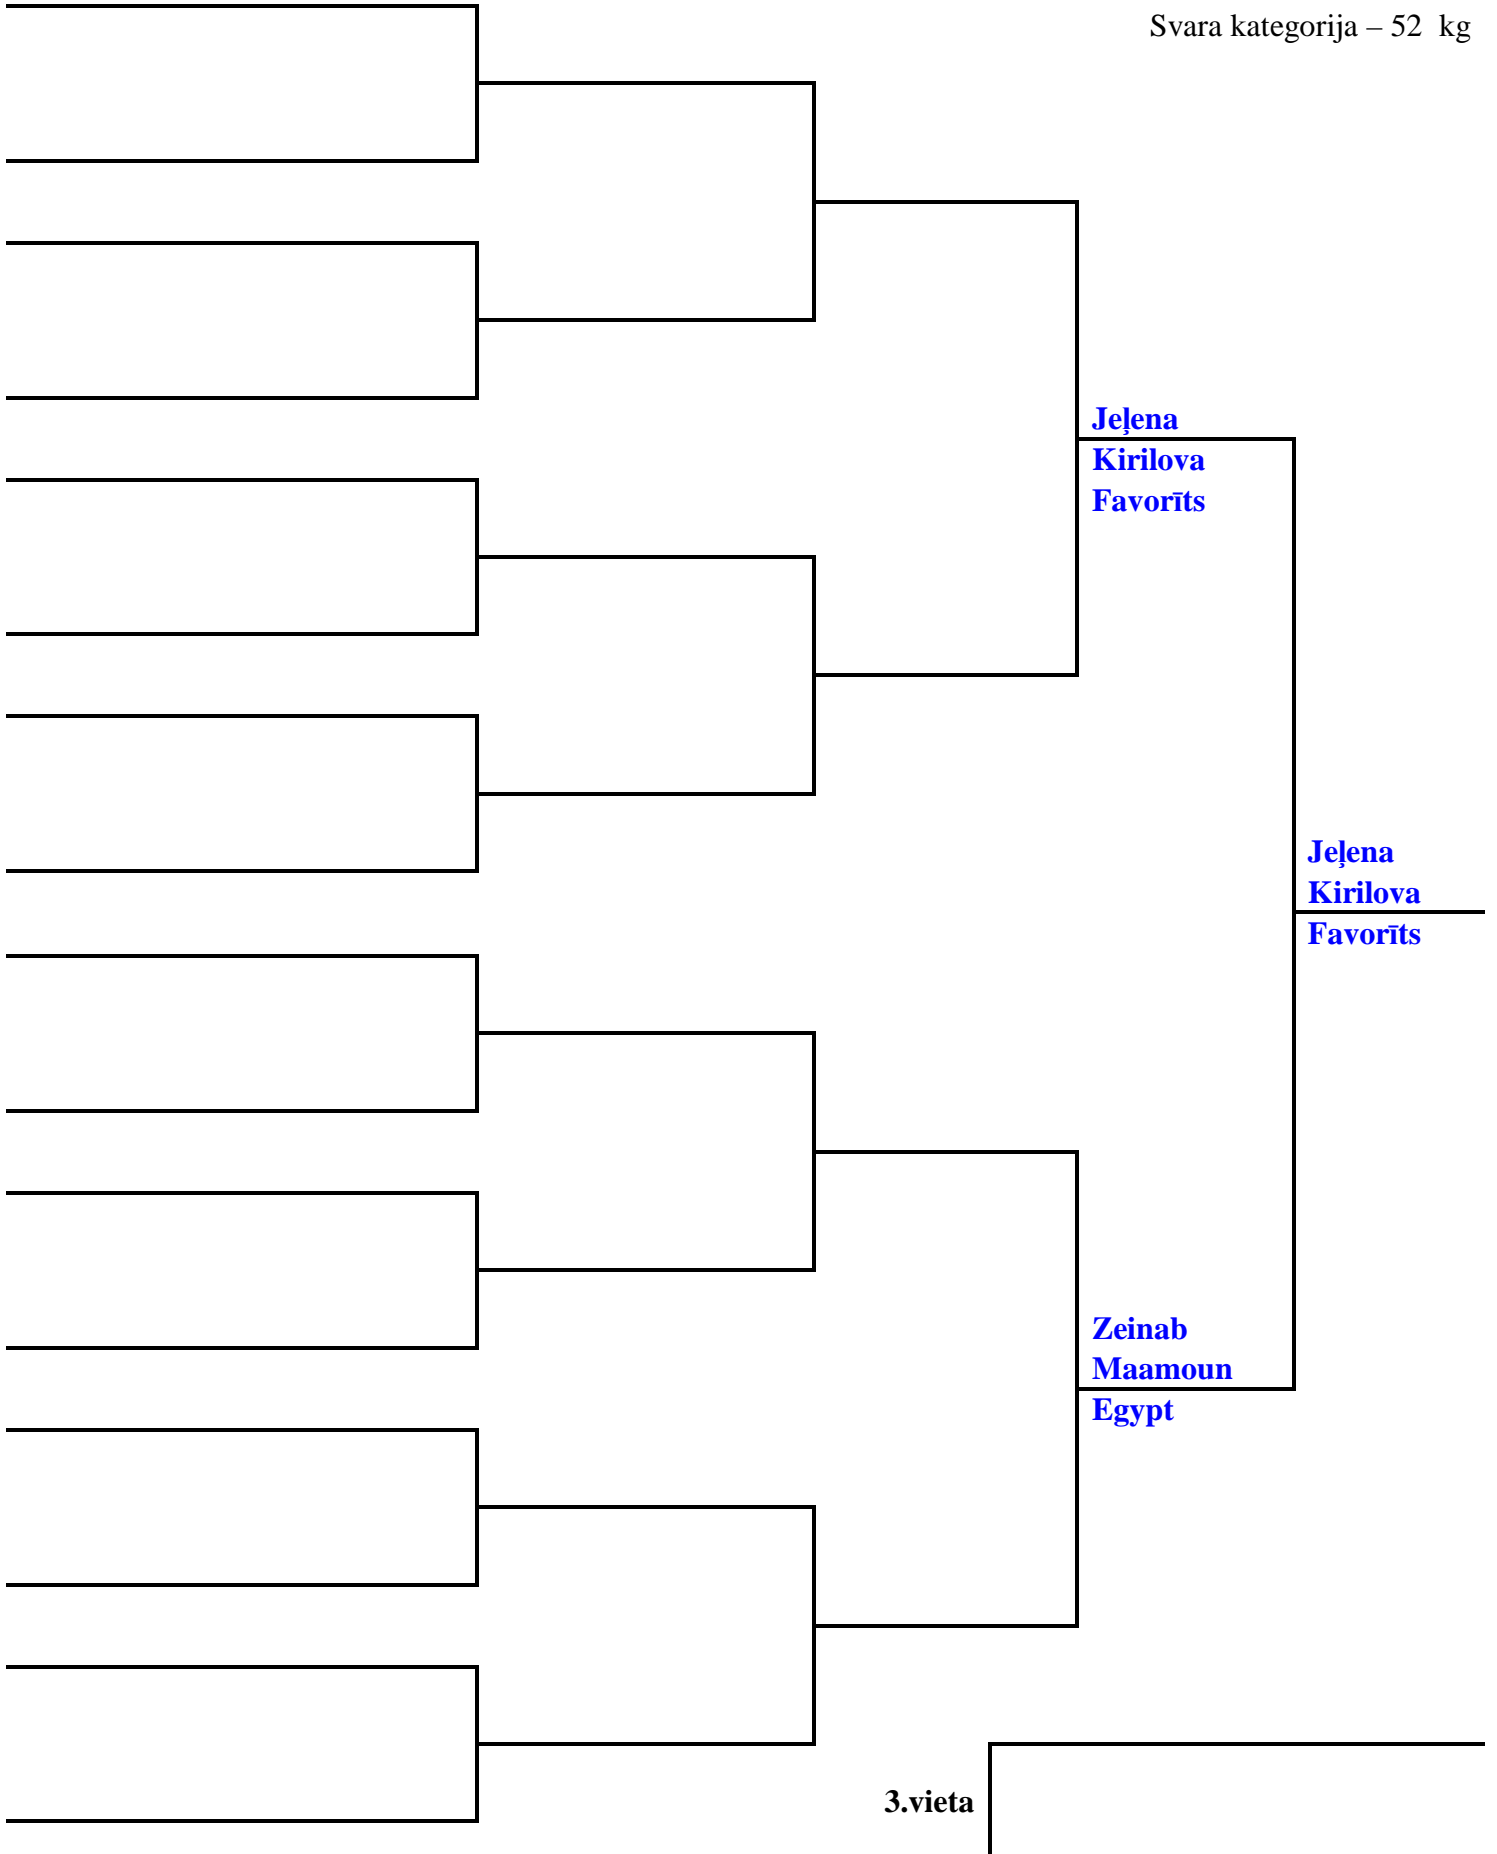 Svara kategorija – 52 kg
Jeļena
Kirilova
Favorīts
Jeļena
Kirilova
Favorīts
Zeinab
Maamoun
Egypt
3.vieta